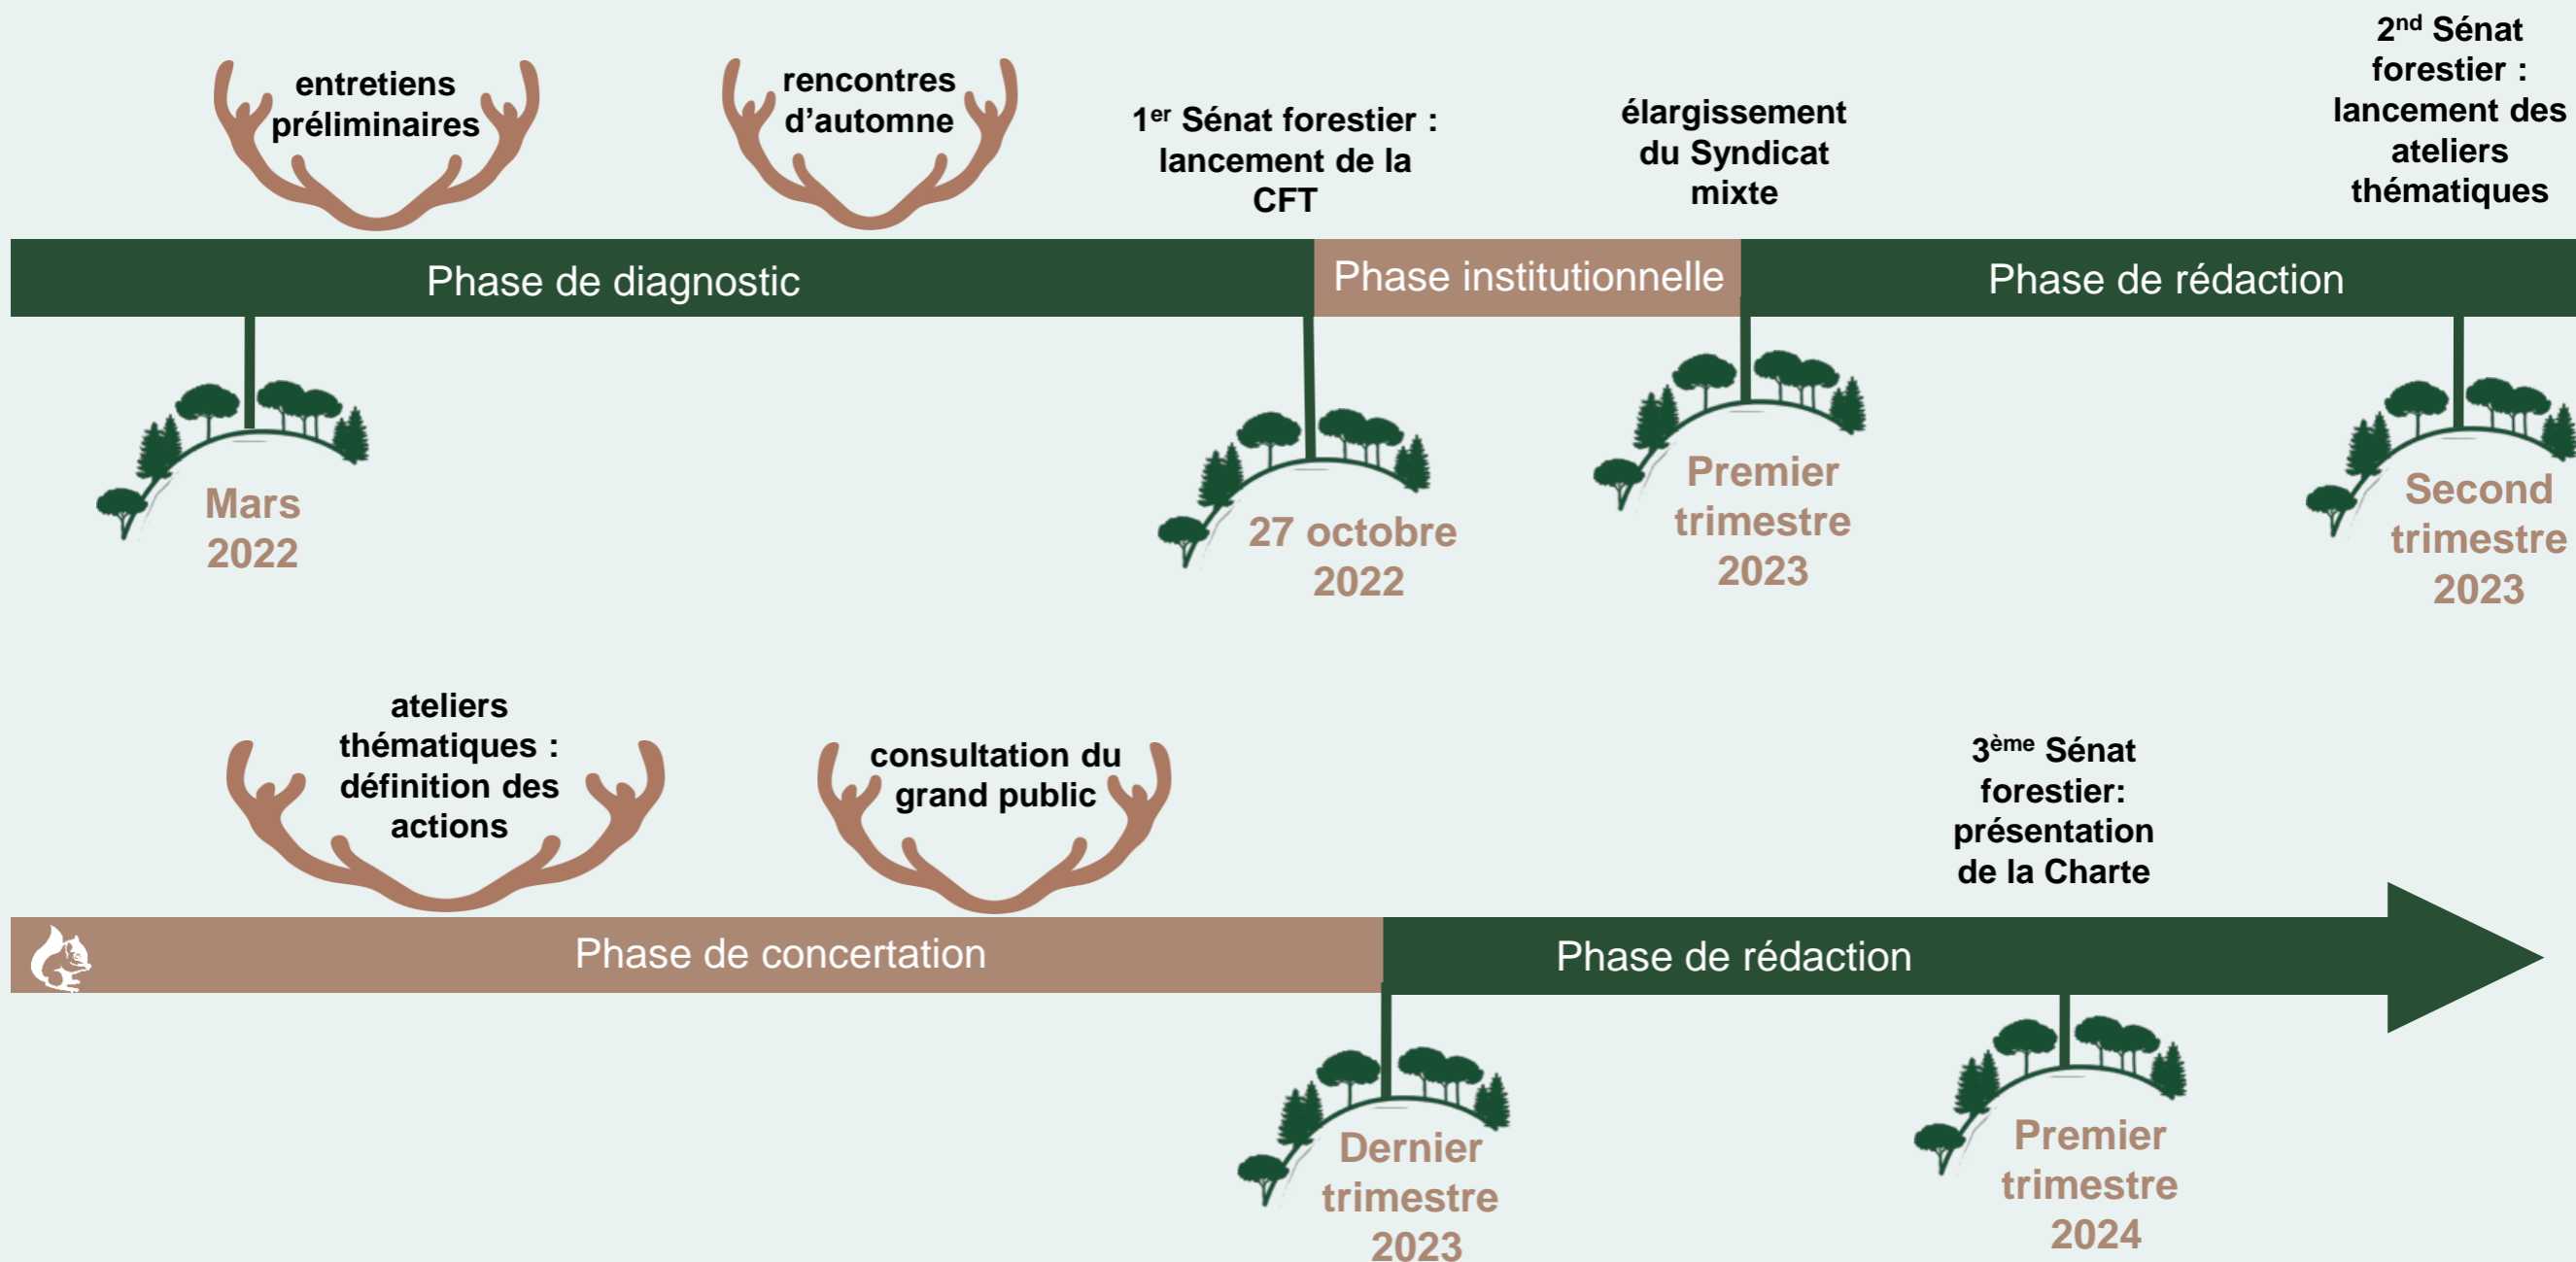 entretiens
préliminaires
rencontres
d’automne
1er Sénat forestier :
lancement de la
CFT
élargissement
du Syndicat
mixte
2nd Sénat
forestier :
lancement des
ateliers
thématiques
Phase de diagnostic
Phase institutionnelle
Phase de rédaction
Mars
2022
27 octobre
2022
Premier
trimestre
2023
Second
trimestre
2023
ateliers
thématiques :
définition des
actions
consultation du
grand public
3ème Sénat
forestier:
présentation
de la Charte
Phase de concertation
Phase de rédaction
Dernier
trimestre
2023
Premier
trimestre
2024